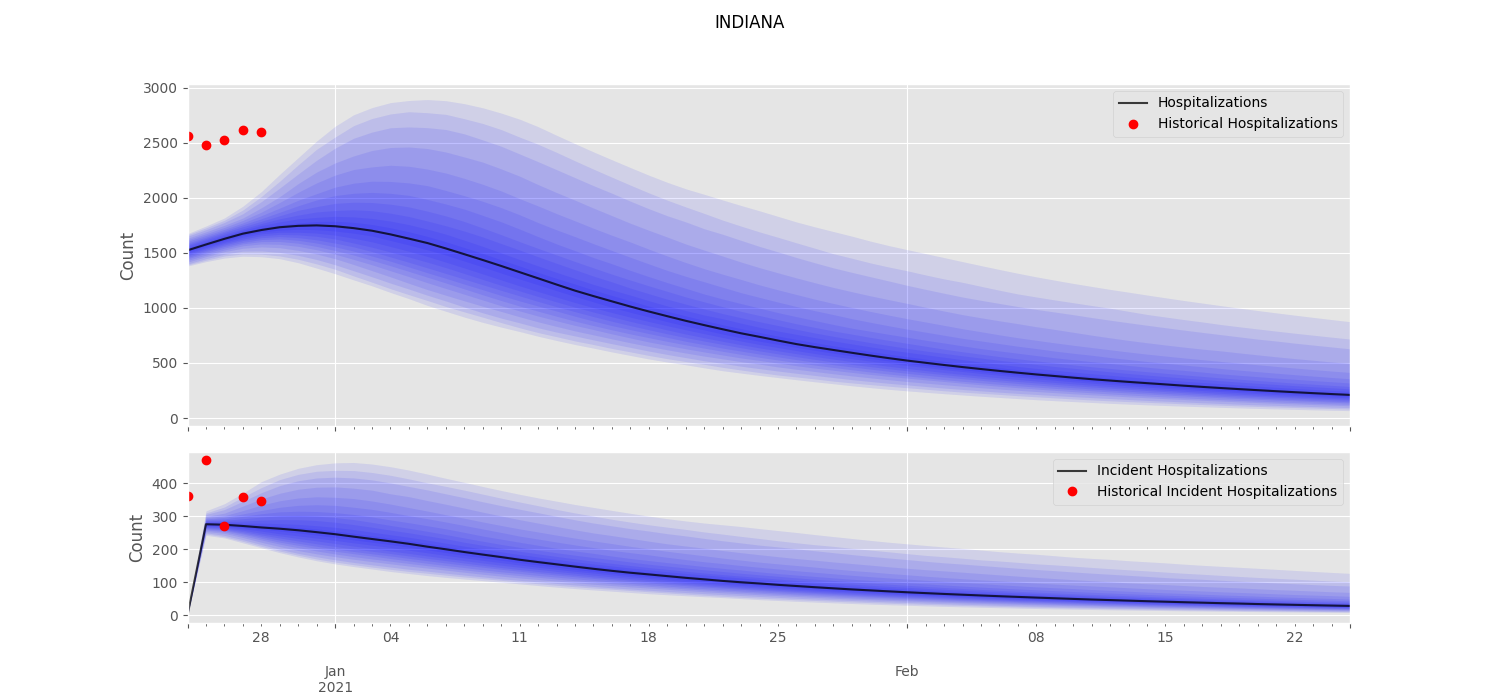 INDIANA
3000
2500
2000
1500
1000
500
0
Count
Hospitalizations
Historical Hospitalizations
400
300
200
100
0
Count
Incident Hospitalizations
Historical Incident Hospitalizations
28 04 11 18 25 08 15 22
Jan Feb
2021